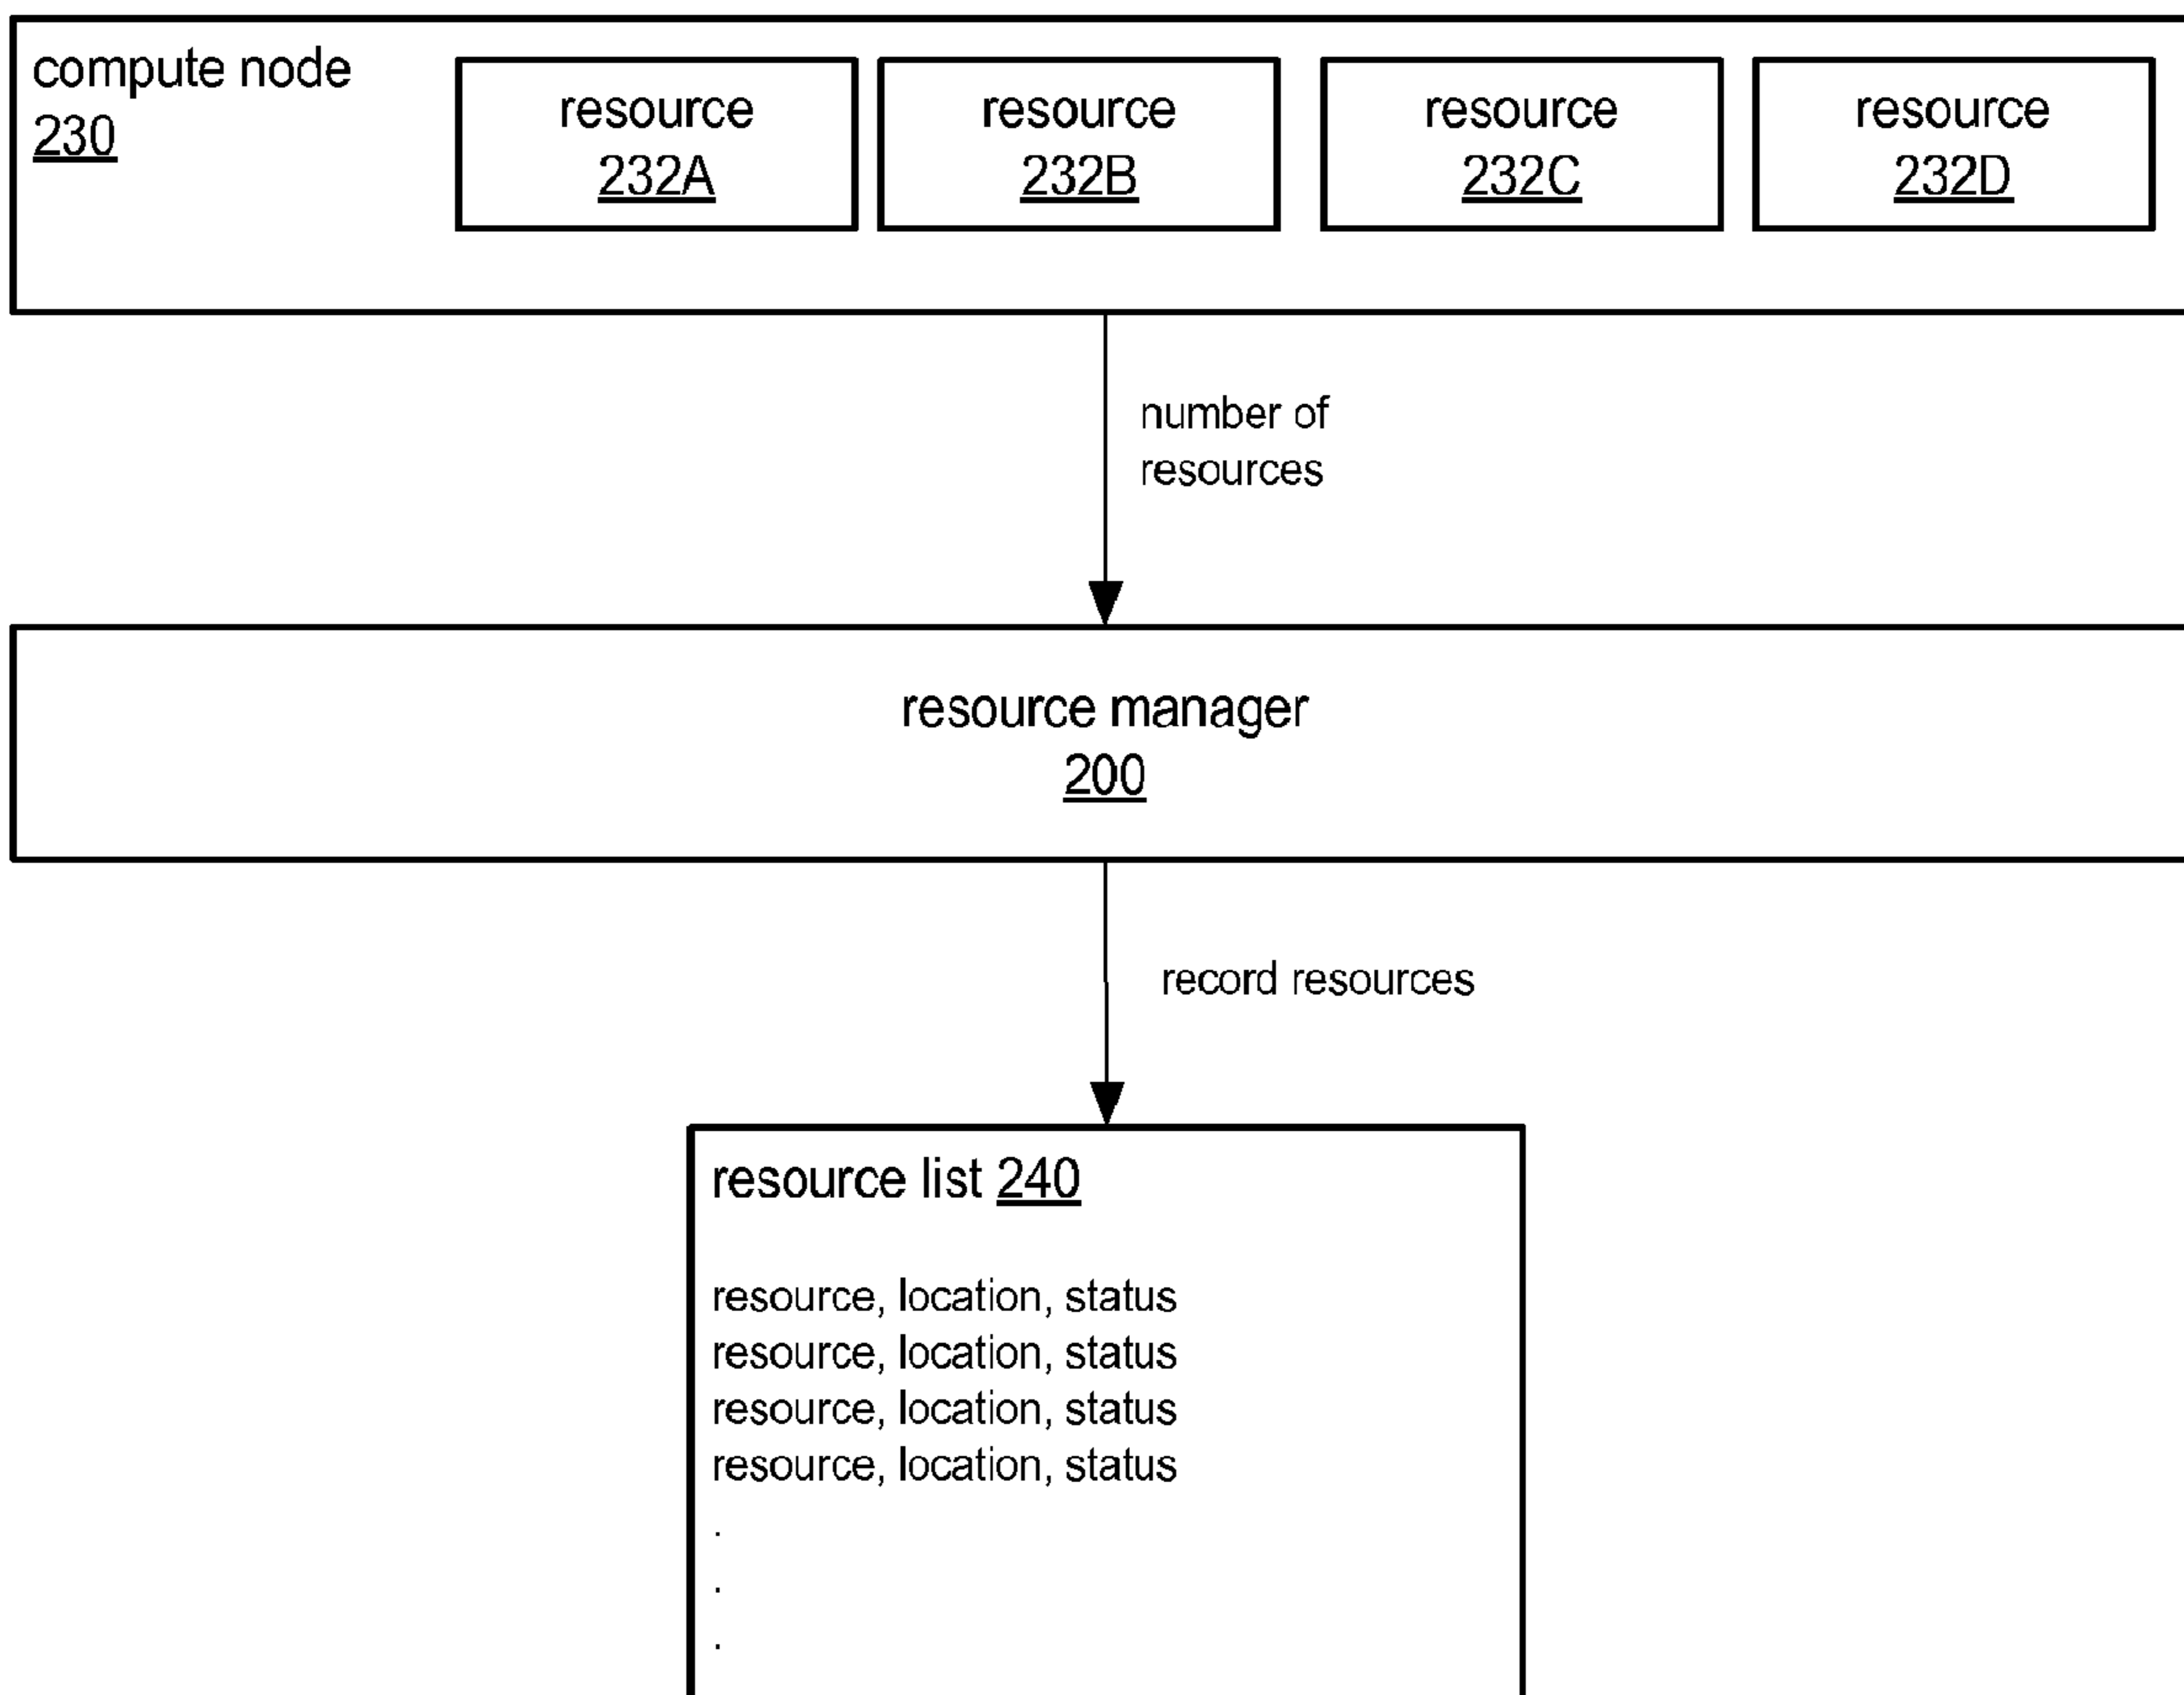 compute node
230
resource
232A
resource
232B
resource
232C
resource
232D
number of
resources
resource manager
200
record resources
resource list 240
resource, location, status
resource, location, status
resource, location, status
resource, location, status
.
.
.